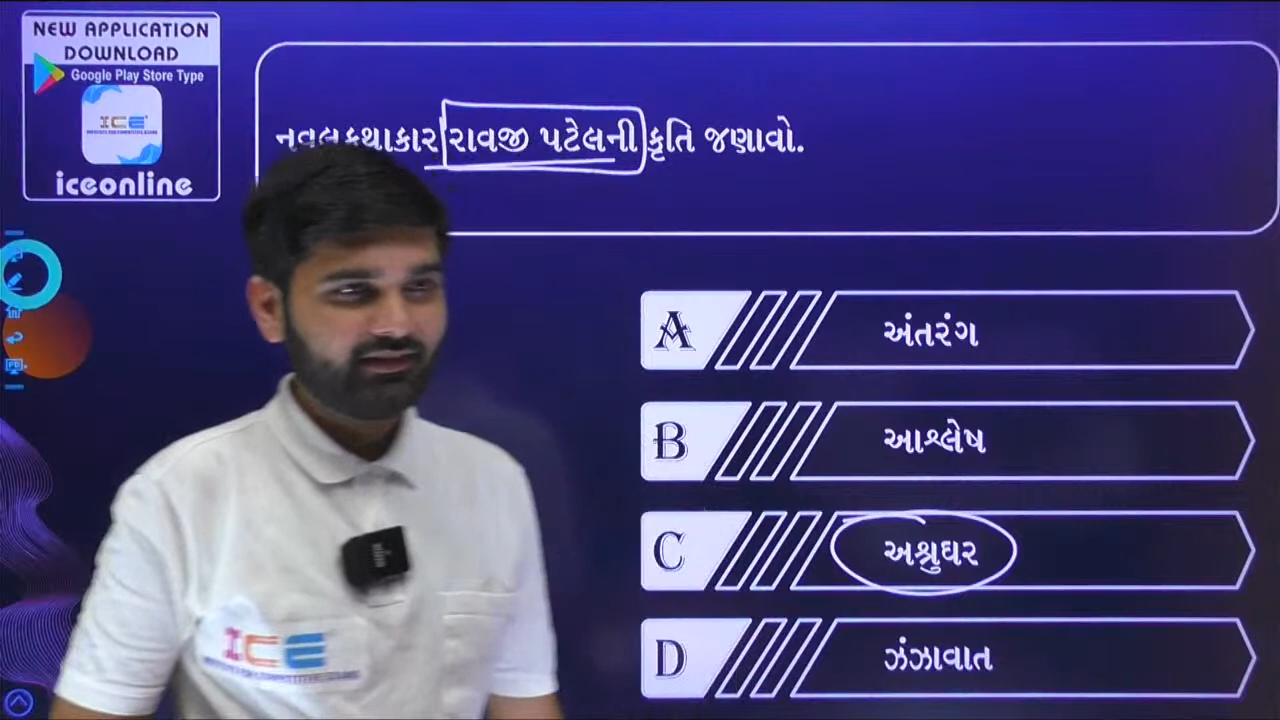 NEW APPLICATION
DOWNLOAD
Google Play Store Type
ICE
iceonline
નવલકથાકાર રાવજી પટેલની કૃતિ જણાવો.
A અંતરંગ
B આશ્લેષ
C અશ્રુઘર
D ઝંઝાવાત
ICE